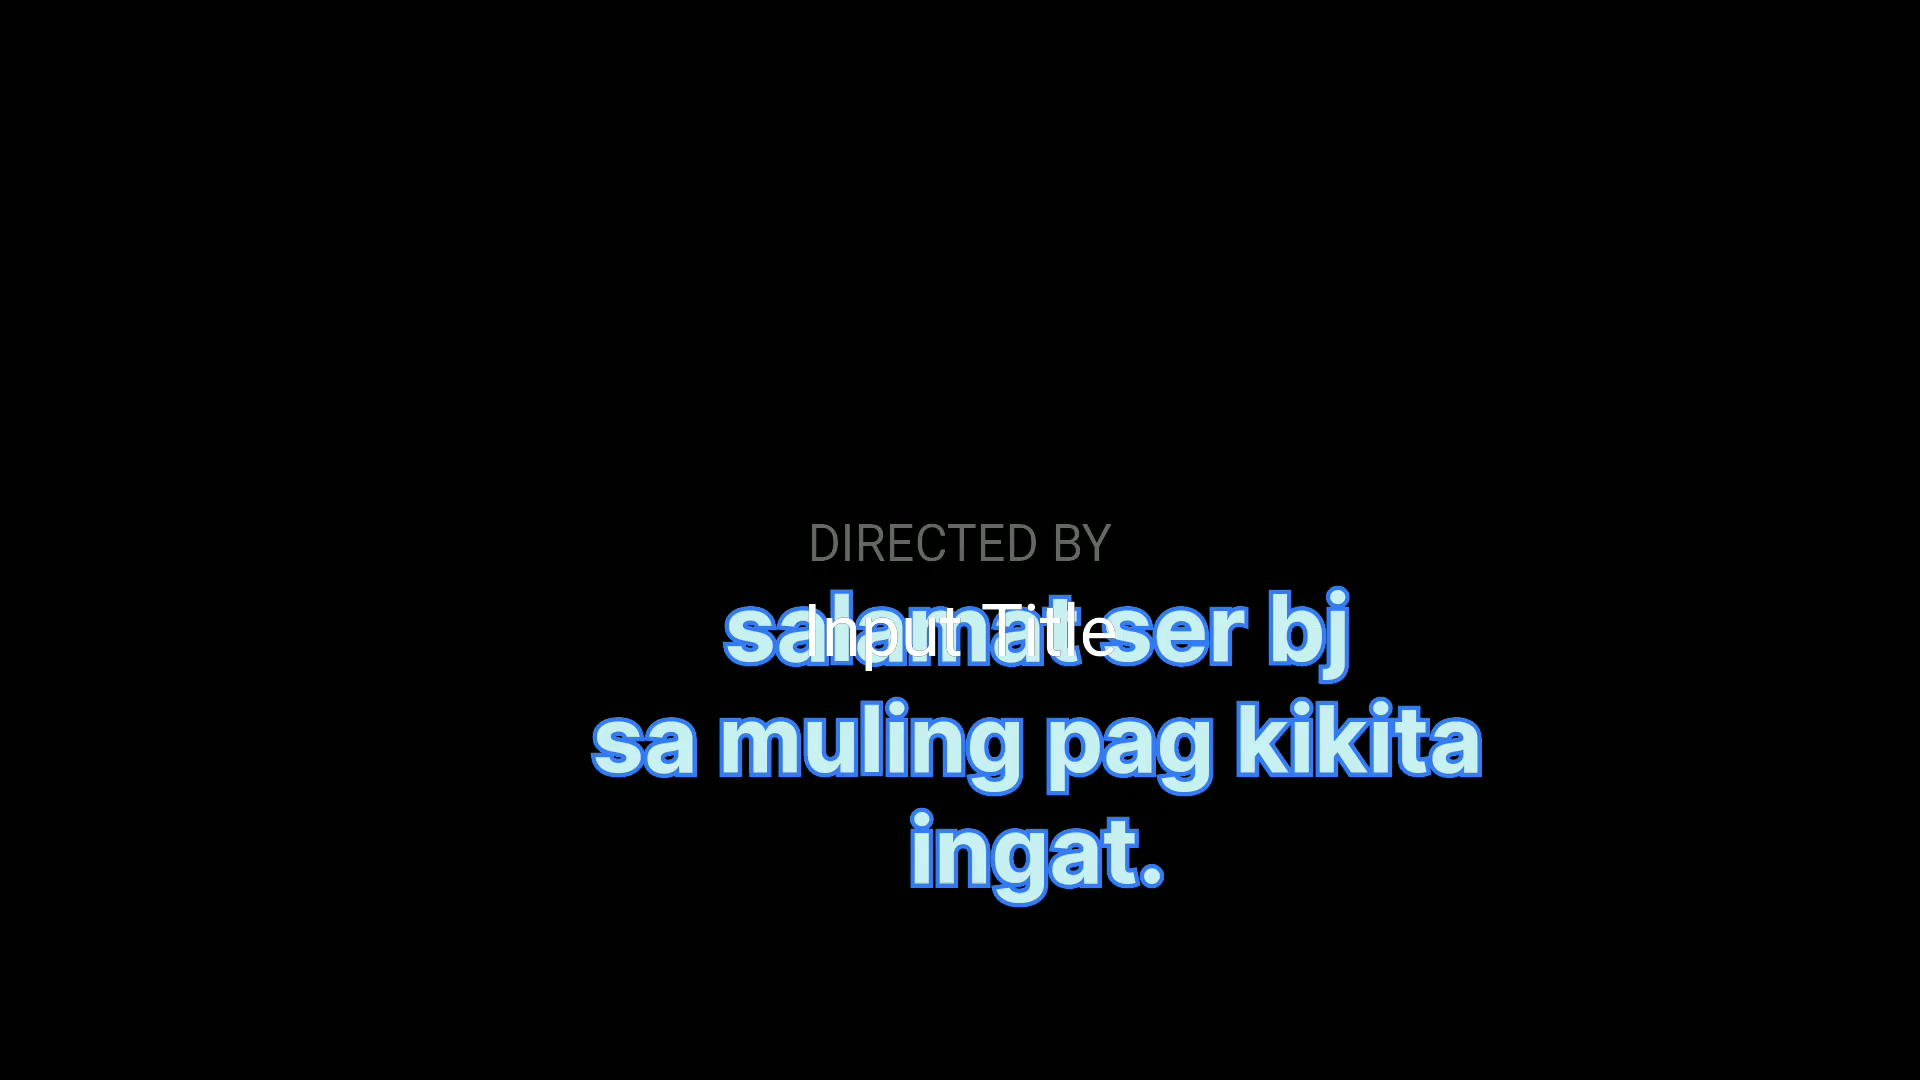 DIRECTED BY
Input Title
salamat ser bj
sa muling pag kikita
ingat.